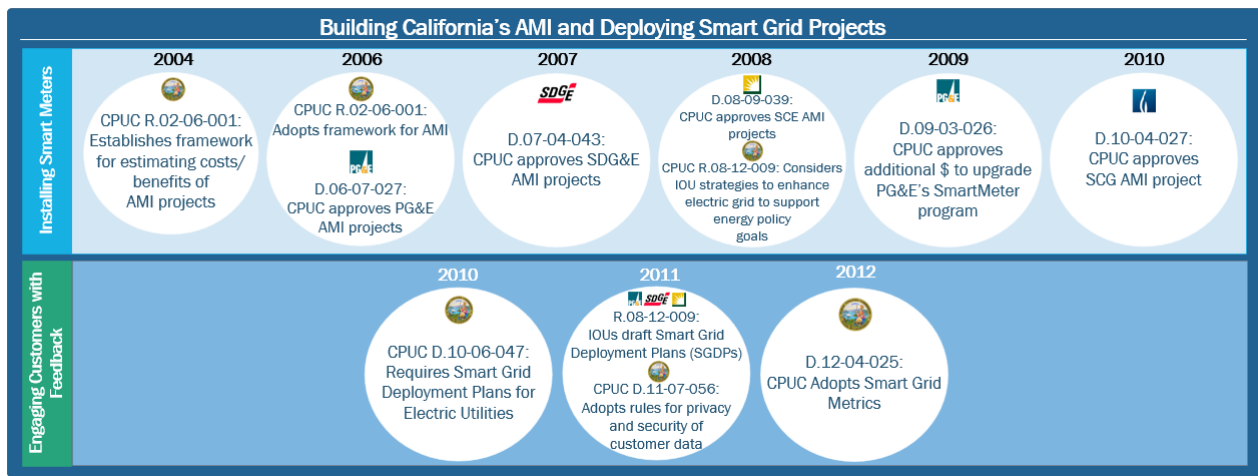 Building California's AMI and Deploying Smart Grid Projects
Installing Smart Meters
2004
CPUC R.02-06-001:
Establishes framework
for estimating costs/
benefits of
AMI projects
2006
CPUC R.02-06-001:
Adopts framework for AMI
PG&E
D.06-07-027:
CPUC approves PG&E
AMI projects
2007
SDGE
D.07-04-043:
CPUC approves SDG&E
AMI projects
2008
D.08-09-039:
CPUC approves SCE AMI
projects
CPUC R.08-12-009: Considers
IOU strategies to enhance
electric grid to support
energy policy
goals
2009
PG&E
D.09-03-026:
CPUC approves
additional $ to upgrade
PG&E's SmartMeter
program
2010
D.10-04-027:
CPUC approves
SCG AMI project
Engaging Customers with
Feedback
2010
CPUC D.10-06-047:
Requires Smart Grid
Deployment Plans for
Electric Utilities
2011
SDGE
R.08-12-009:
IOUs draft Smart Grid
Deployment Plans (SGDPs)
CPUC D.11-07-056:
Adopts rules for privacy
and security of
customer data
2012
D.12-04-025:
CPUC Adopts Smart Grid
Metrics